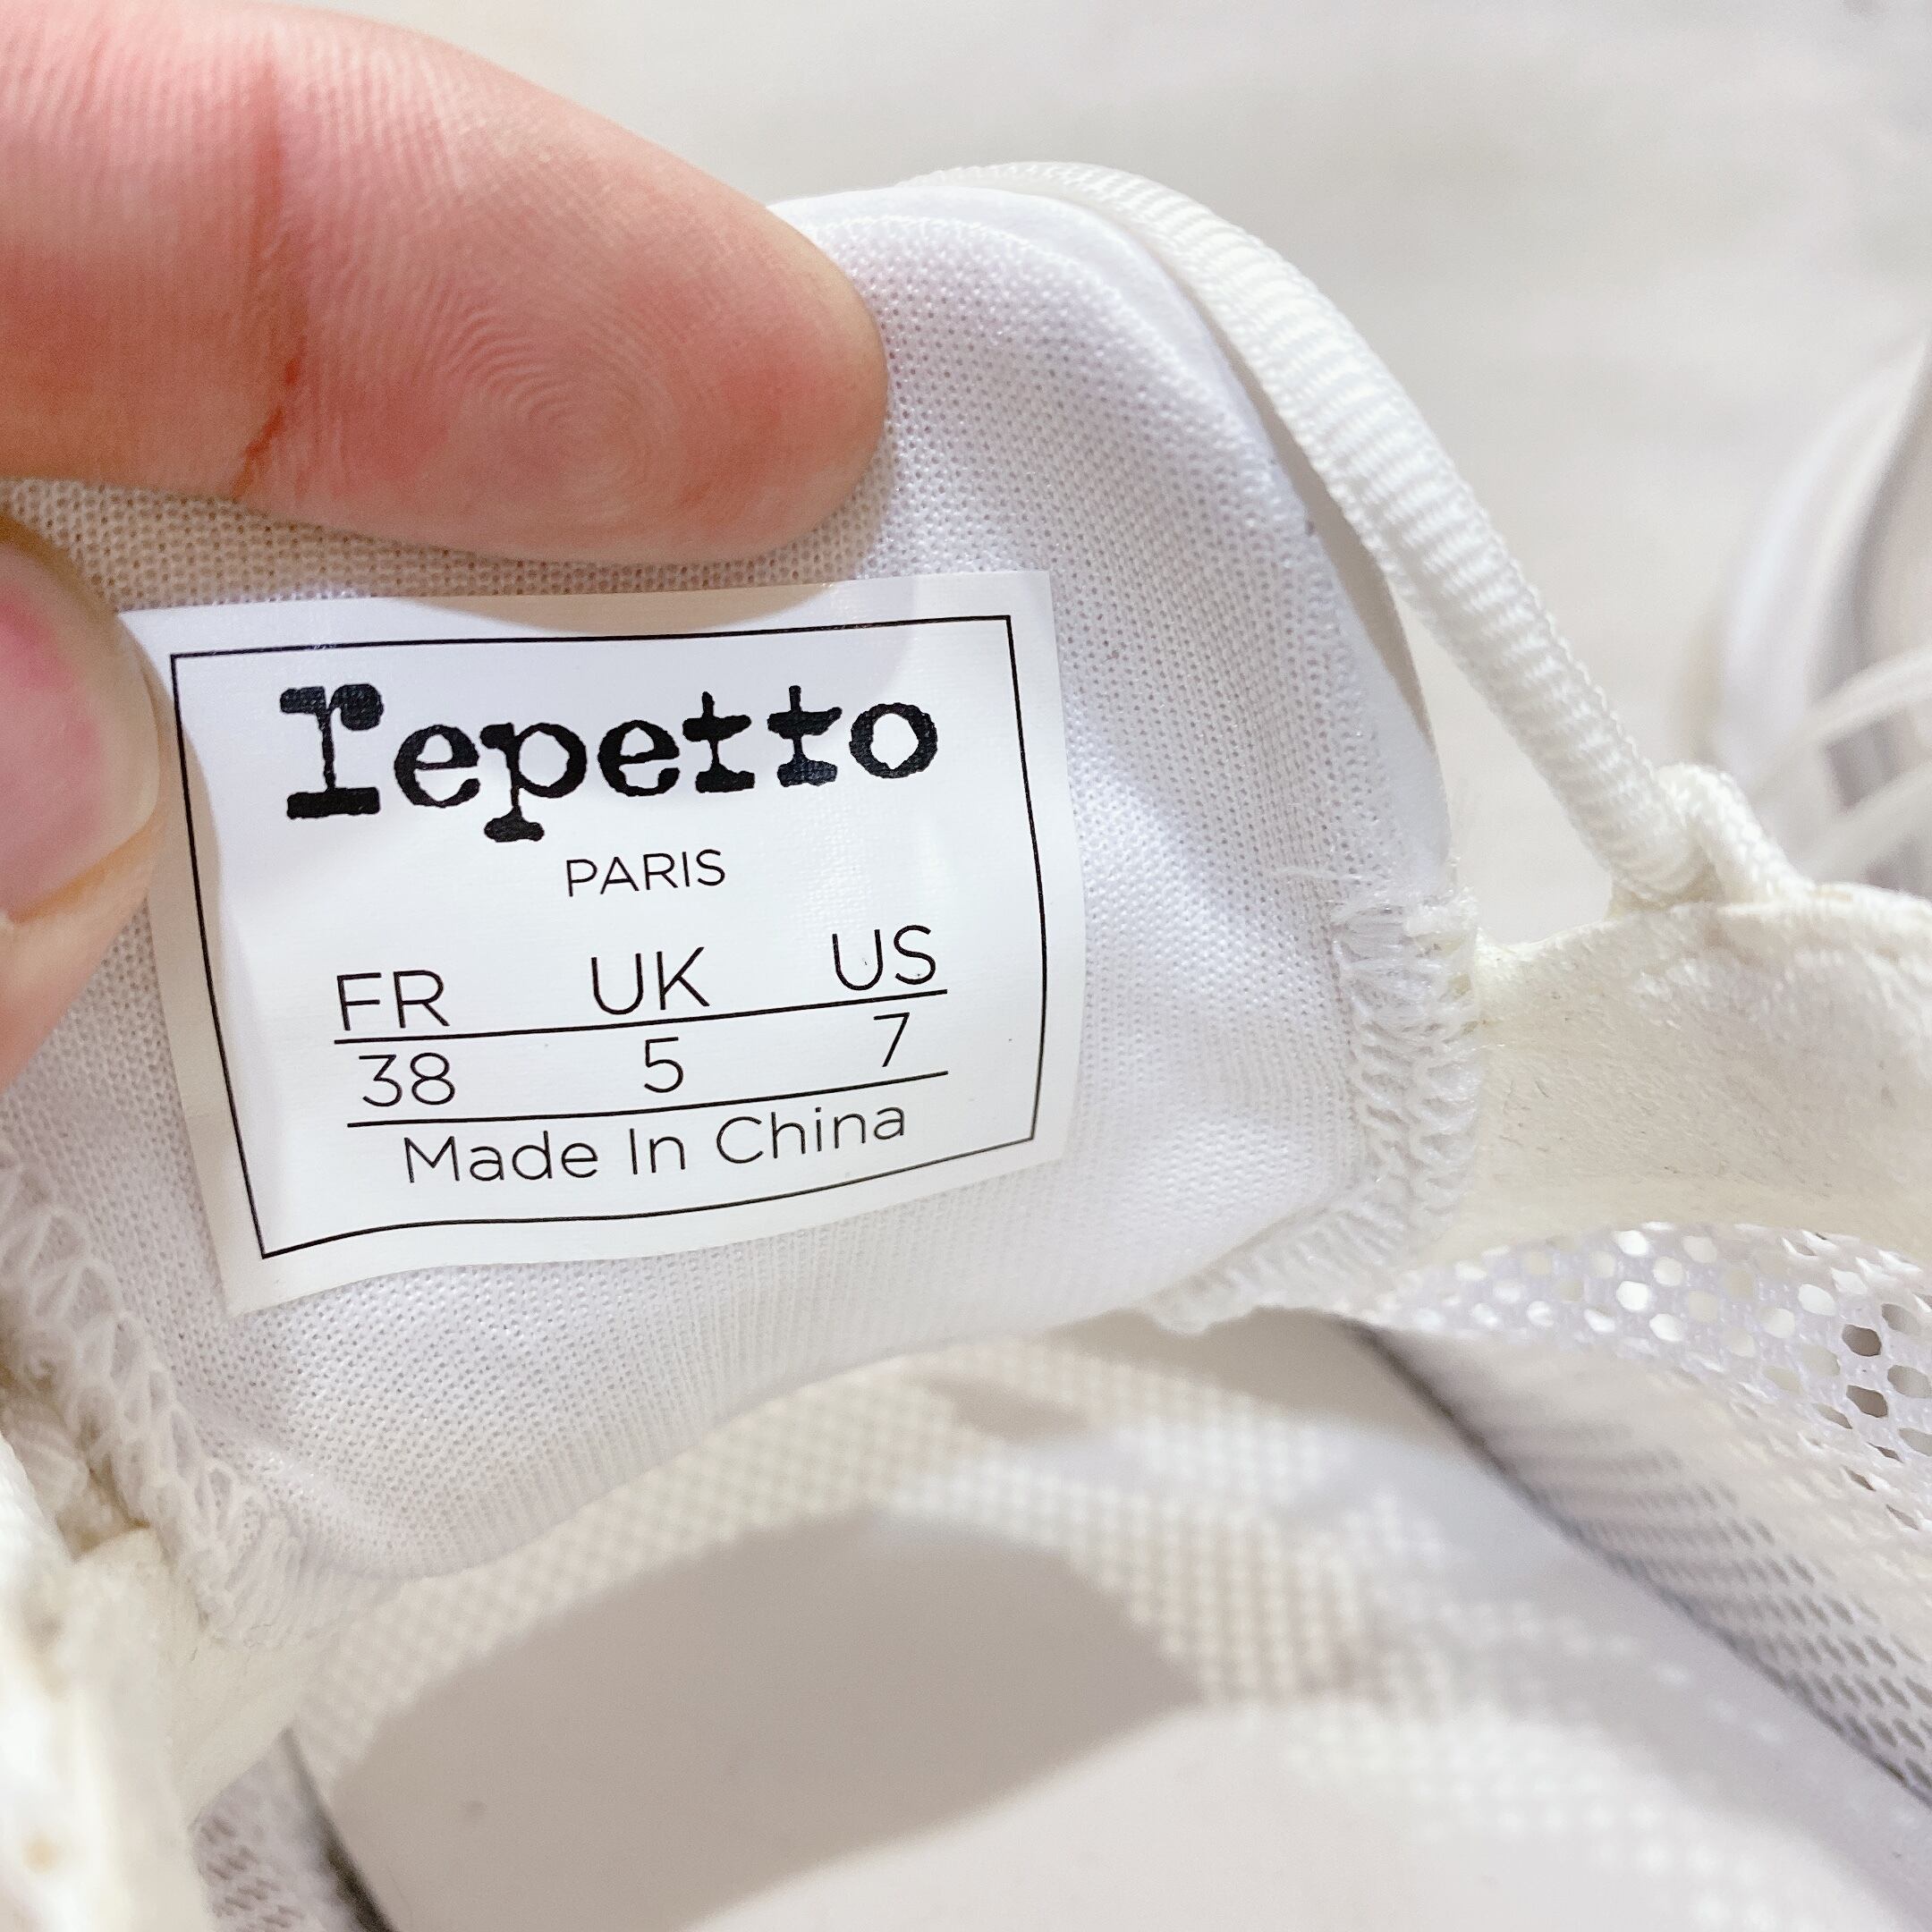 repetto
PARIS
FR UK US
38 5 7
Made In China